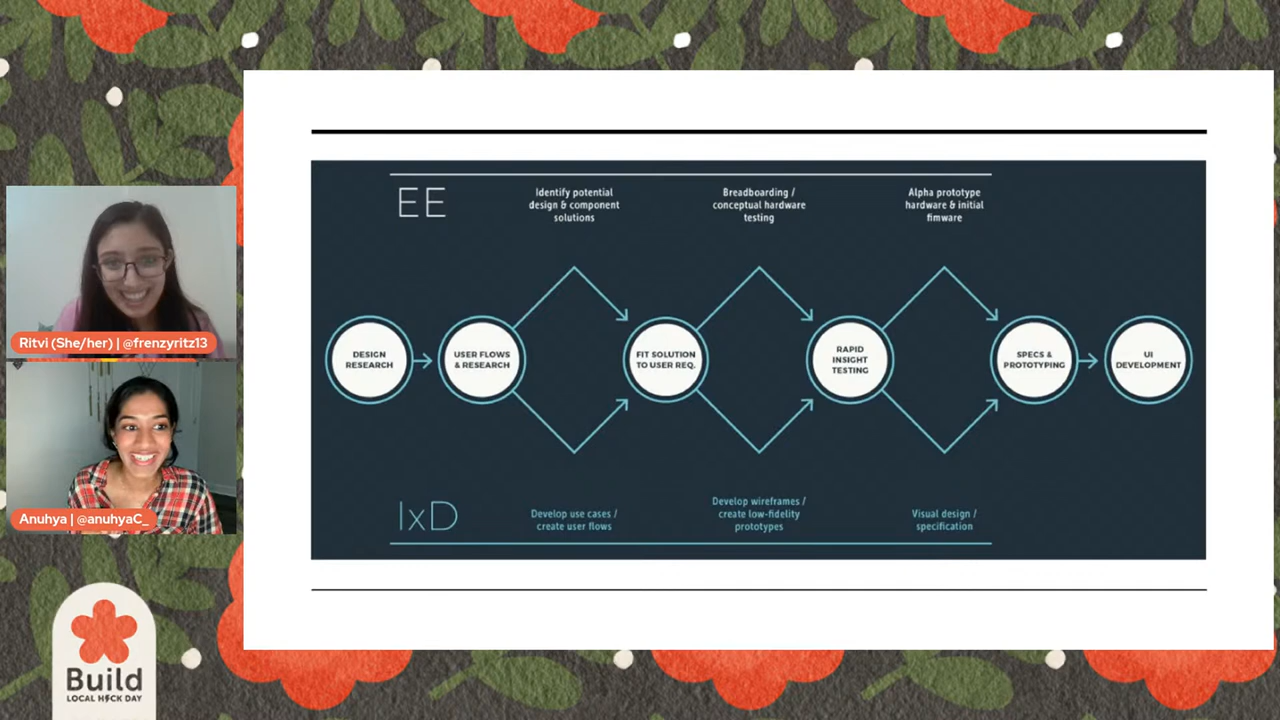 EE
Identify potential
design & component
solutions
Breadboarding /
conceptual hardware
testing
Alpha prototype
hardware & initial
fimware
DESIGN
RESEARCH
USER FLOWS
& RESEARCH
FIT SOLUTION
TO USER REQ.
RAPID
INSIGHT
TESTING
SPECS &
PROTOTYPING
UI
DEVELOPMENT
IxD
Develop use cases /
create user flows
Develop wireframes /
create low-fidelity
prototypes
Visual design /
specification
Ritvi (She/her) | @frenzyritz13
Anuhya | @anuhyaC_
Build
LOCAL HACK DAY